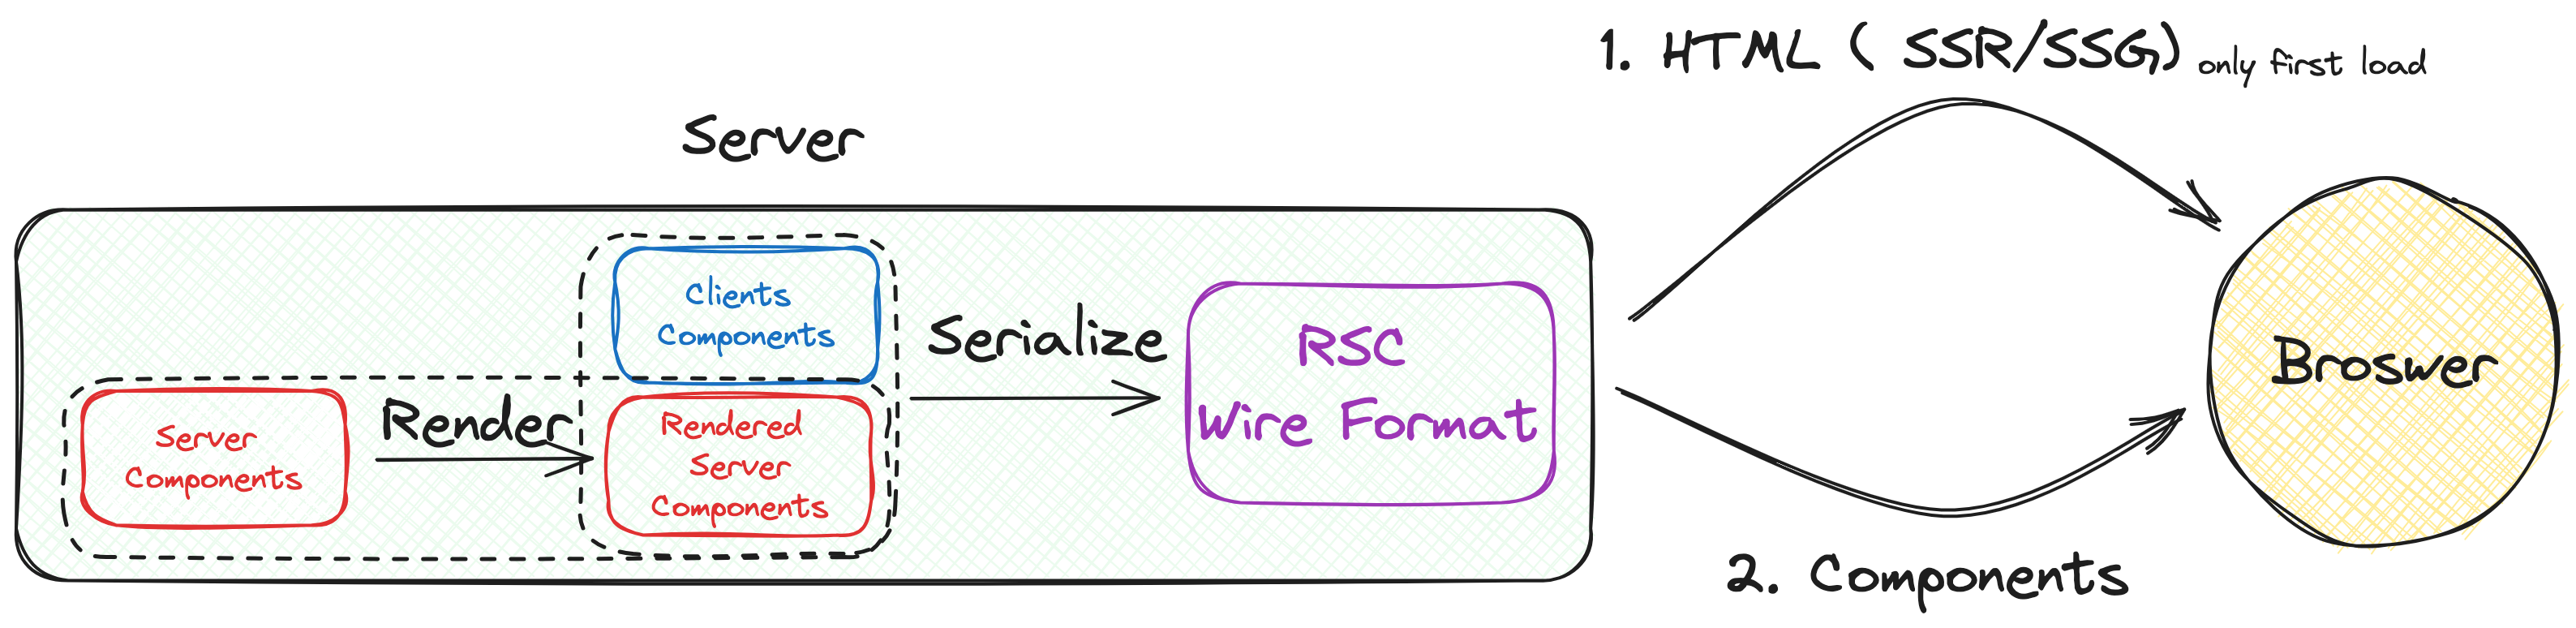 1. HTML ( SSR/SSG) only first load
Server
Clients
Components
Serialize
RSC
Wire Format
Server
Components
Render
Rendered
Server
Components
Broswer
2. Components